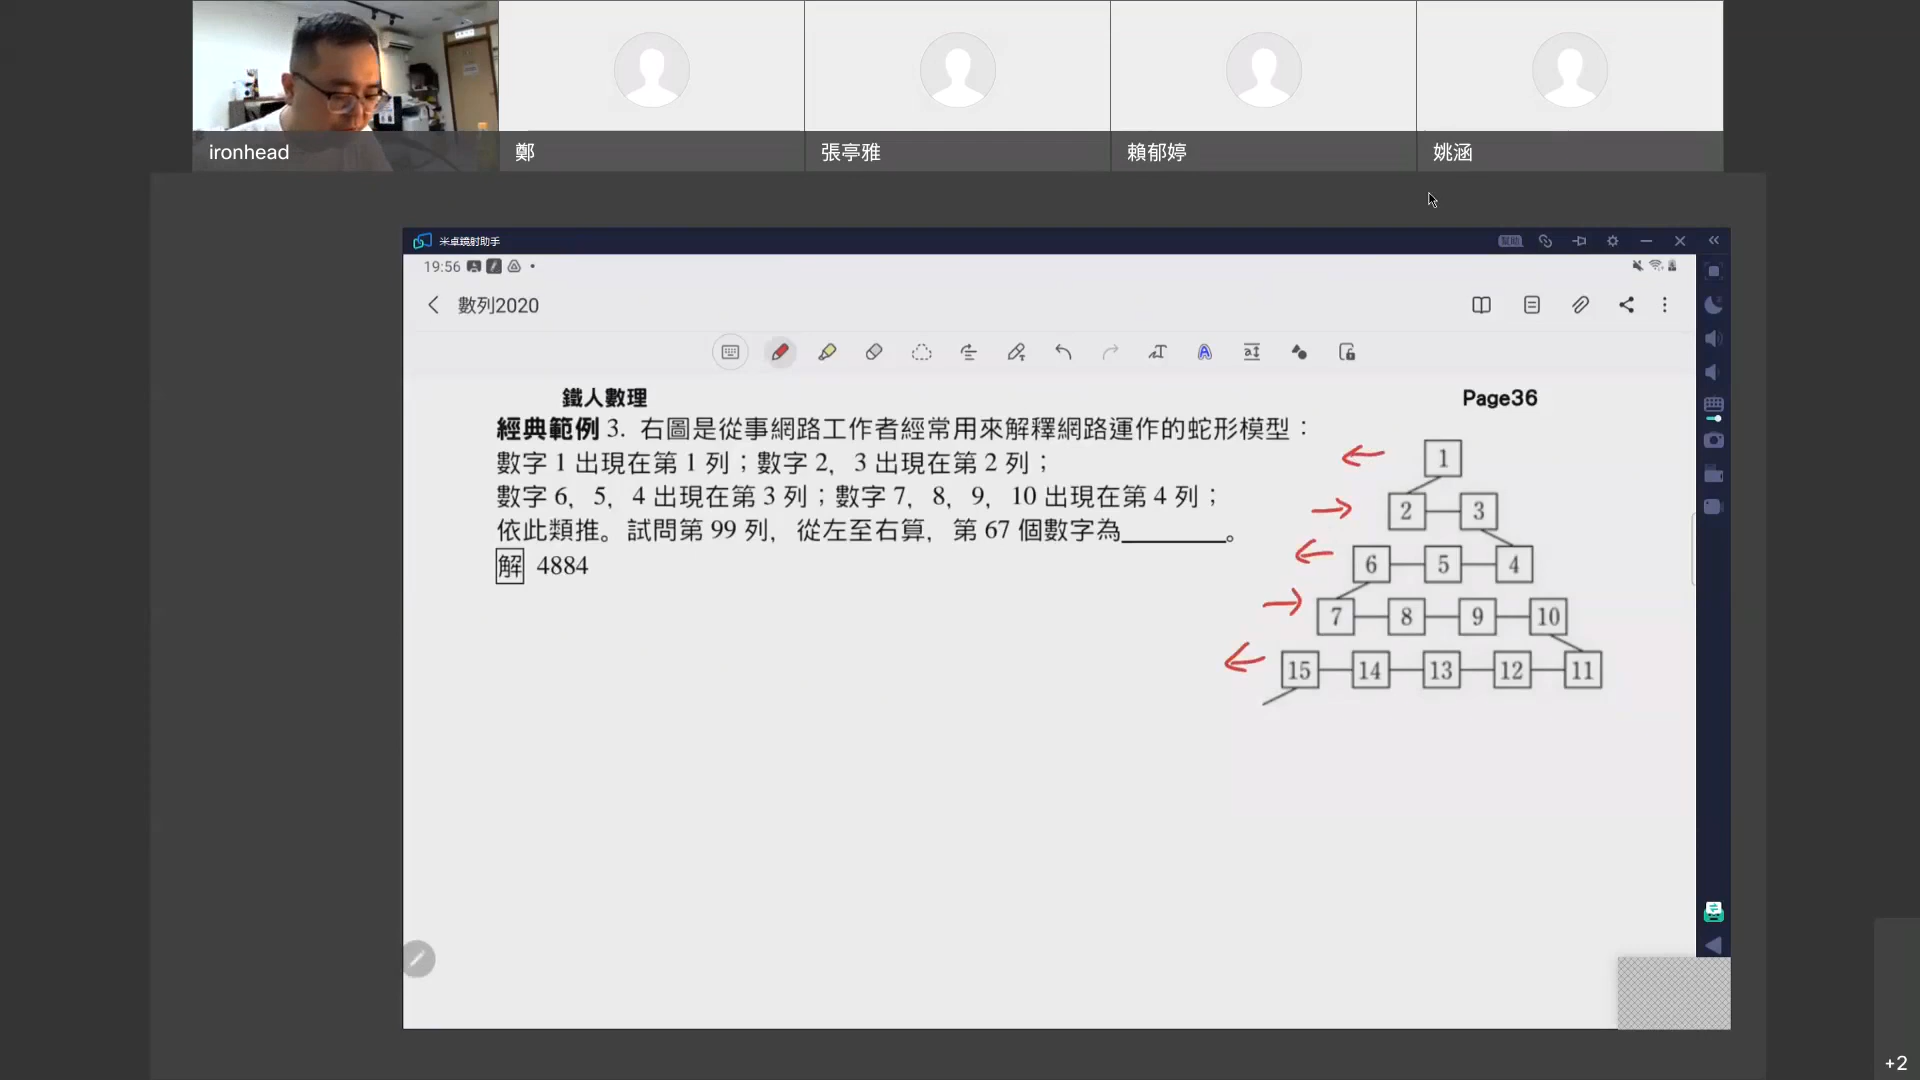 ironhead
鄭
張亭雅
賴郁婷
姚涵
米卓鏡射助手
19:56
數列2020
鐵人數理
Page36
經典範例 3. 右圖是從事網路工作者經常用來解釋網路運作的蛇形模型：
數字 1 出現在第 1 列；數字 2, 3 出現在第 2 列；
數字 6, 5, 4 出現在第 3 列；數字 7, 8, 9, 10 出現在第 4 列；
依此類推。試問第 99 列, 從左至右算, 第 67 個數字為________。
解 4884
1
2 3
6 5 4
7 8 9 10
15 14 13 12 11
+2